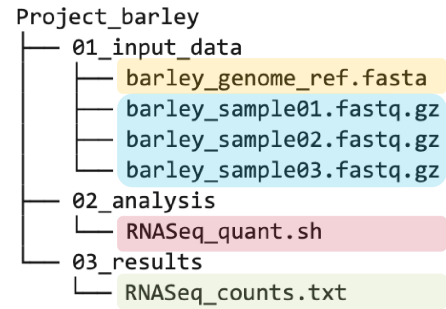 Project_barley
01_input_data
barley_genome_ref.fasta
barley_sample01.fastq.gz
barley_sample02.fastq.gz
barley_sample03.fastq.gz
02_analysis
RNASeq_quant.sh
03_results
RNASeq_counts.txt